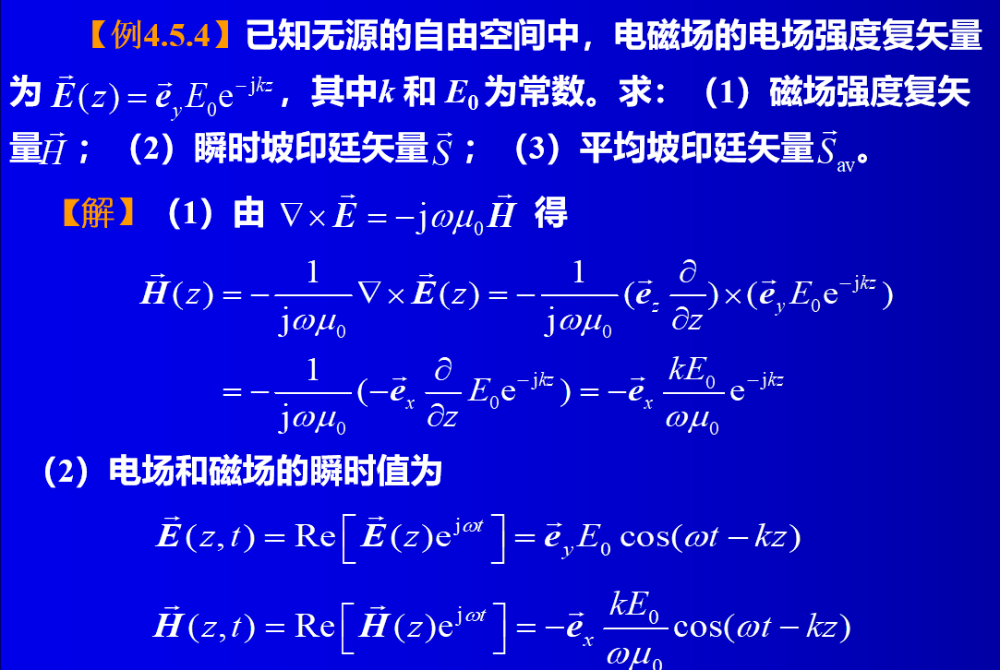 【例4.5.4】已知无源的自由空间中，电磁场的电场强度复矢量
为 $\vec{E}(z)=\vec{e}_y E_0 \mathrm{e}^{-\mathrm{j}kz}$，其中k 和 E₀ 为常数。求：（1）磁场强度复矢
量$\vec{H}$；（2）瞬时坡印廷矢量$\vec{S}$；（3）平均坡印廷矢量$\vec{S}_{\mathrm{av}}$。
【解】（1）由 $\nabla\times\vec{E}=-\mathrm{j}\omega\mu_0\vec{H}$ 得
$\vec{H}(z)=-\frac{1}{\mathrm{j}\omega\mu_0}\nabla\times\vec{E}(z)=-\frac{1}{\mathrm{j}\omega\mu_0}(\vec{e}_z\frac{\partial}{\partial z})\times(\vec{e}_y E_0\mathrm{e}^{-\mathrm{j}kz})$
$=-\frac{1}{\mathrm{j}\omega\mu_0}(-\vec{e}_x\frac{\partial}{\partial z}E_0\mathrm{e}^{-\mathrm{j}kz})=-\vec{e}_x\frac{kE_0}{\omega\mu_0}\mathrm{e}^{-\mathrm{j}kz}$
（2）电场和磁场的瞬时值为
$\vec{E}(z,t)=\mathrm{Re}\left[\vec{E}(z)\mathrm{e}^{\mathrm{j}\omega t}\right]=\vec{e}_y E_0\cos(\omega t-kz)$
$\vec{H}(z,t)=\mathrm{Re}\left[\vec{H}(z)\mathrm{e}^{\mathrm{j}\omega t}\right]=-\vec{e}_x\frac{kE_0}{\omega\mu_0}\cos(\omega t-kz)$